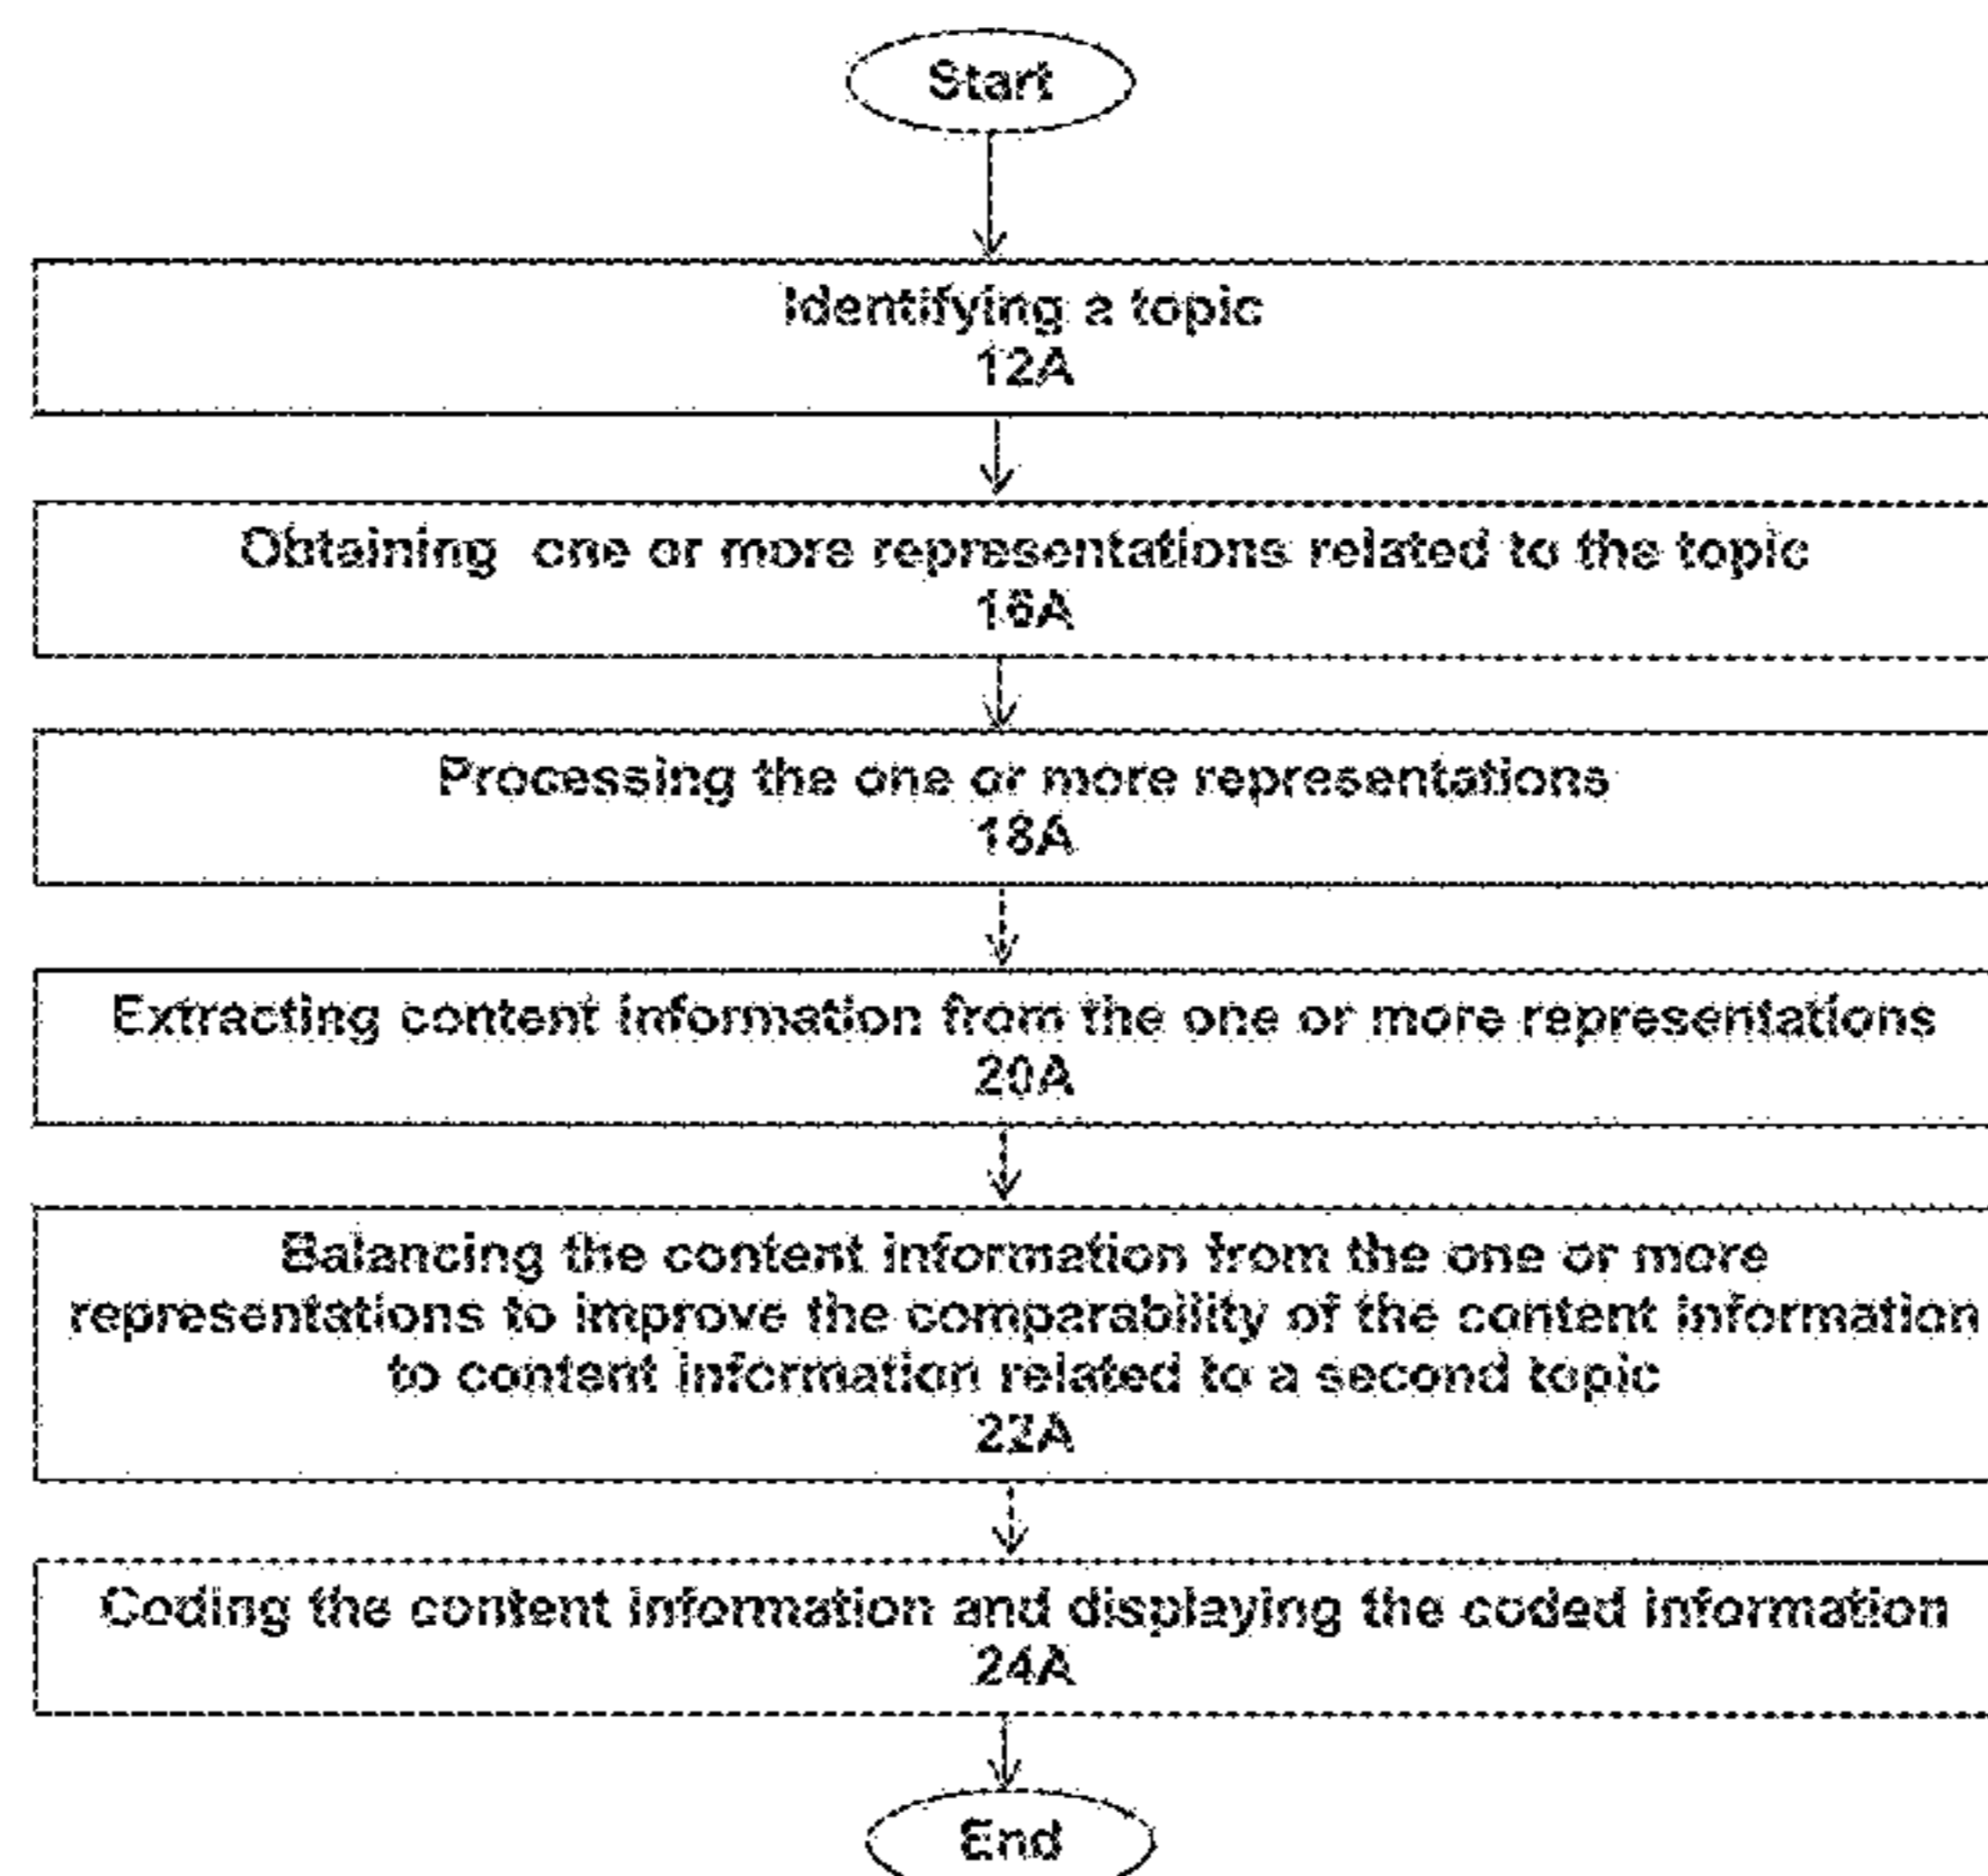 Start
Identifying a topic
12A
Obtaining one or more representations related to the topic
16A
Processing the one or more representations
18A
Extracting content information from the one or more representations
20A
Balancing the content information from the one or more
representations to improve the comparability of the content information
to content information related to a second topic
22A
Coding the content information and displaying the coded information
24A
End